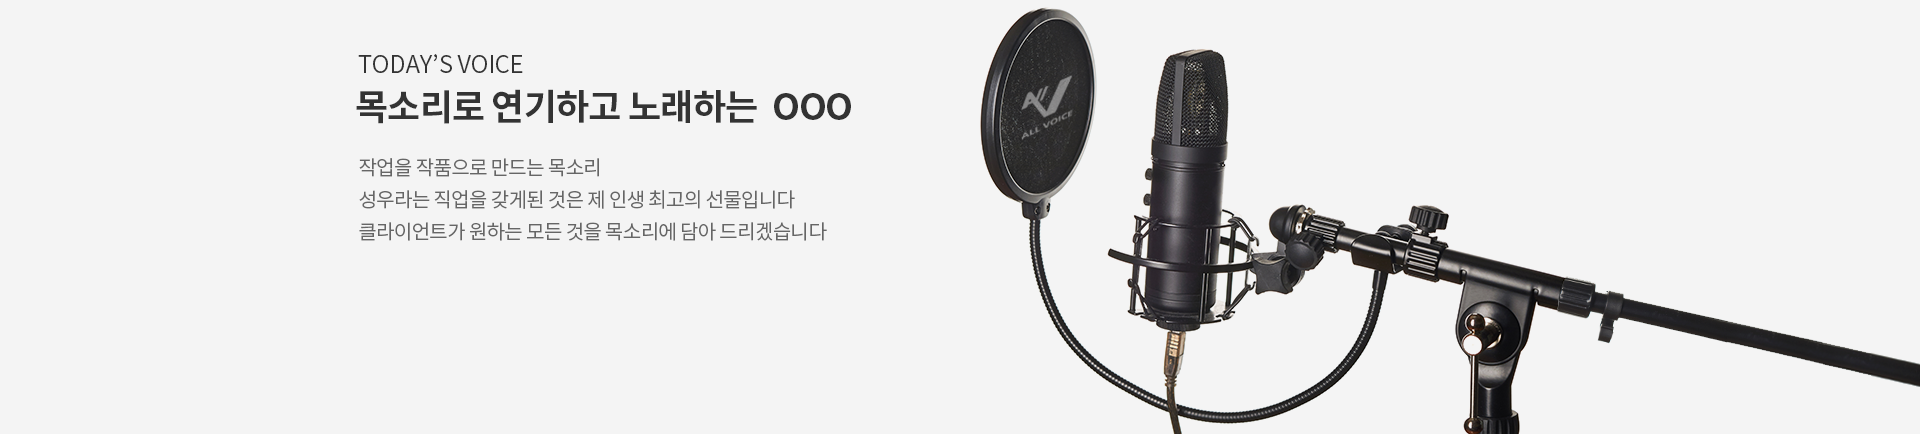 TODAY’S VOICE
목소리로 연기하고 노래하는 OOO
작업을 작품으로 만드는 목소리
성우라는 직업을 갖게된 것은 제 인생 최고의 선물입니다
클라이언트가 원하는 모든 것을 목소리에 담아 드리겠습니다
ALL VOICE